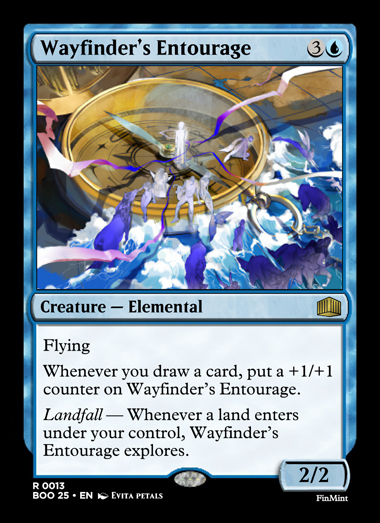 Wayfinder's Entourage 3
Creature — Elemental
Flying
Whenever you draw a card, put a +1/+1
counter on Wayfinder's Entourage.
Landfall — Whenever a land enters
under your control, Wayfinder's
Entourage explores.
2/2
R 0013
BOO 25 • EN EVITA PETALS
FinMint